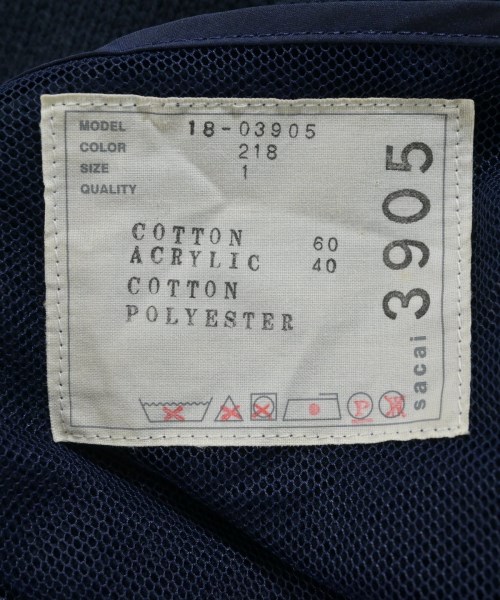 MODEL 18-03905
COLOR 218
SIZE 1
QUALITY
COTTON 60
ACRYLIC 40
COTTON
POLYESTER
P W
sacai 3905